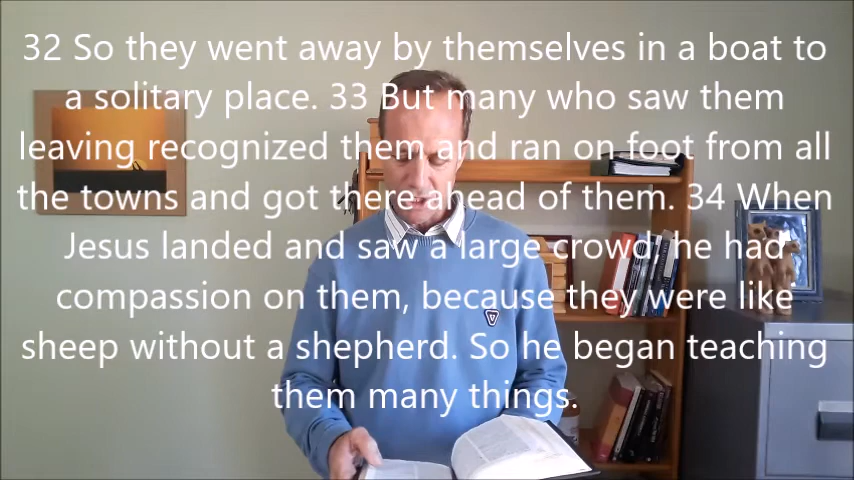 32 So they went away by themselves in a boat to
a solitary place. 33 But many who saw them
leaving recognized them and ran on foot from all
the towns and got there ahead of them. 34 When
Jesus landed and saw a large crowd, he had
compassion on them, because they were like
sheep without a shepherd. So he began teaching
them many things.